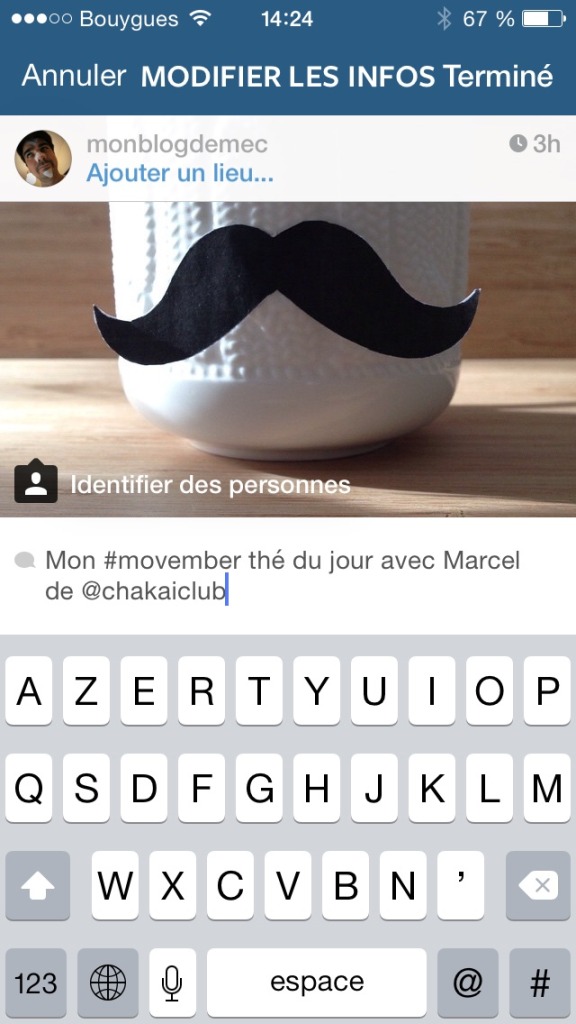 Bouygues 14:24 67 %
Annuler MODIFIER LES INFOS Terminé
monblogdemec 3h
Ajouter un lieu...
Identifier des personnes
Mon #movember thé du jour avec Marcel
de @chakaiclub
A Z E R T Y U I O P
Q S D F G H J K L M
W X C V B N ’
123 espace @ #